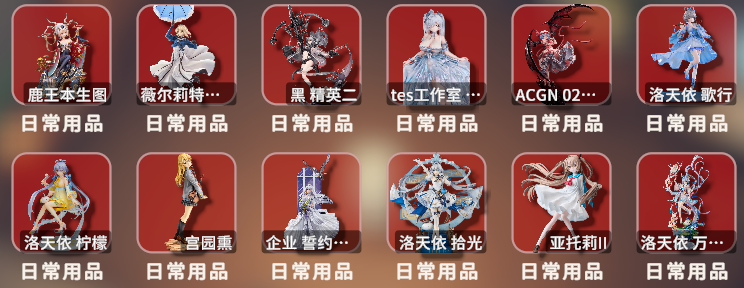 鹿王本生图
薇尔莉特…
黑 精英二
tes工作室 …
ACGN 02…
洛天依 歌行
日常用品
日常用品
日常用品
日常用品
日常用品
日常用品
洛天依 柠檬
宫园熏
企业 誓约…
洛天依 拾光
亚托莉II
洛天依 万…
日常用品
日常用品
日常用品
日常用品
日常用品
日常用品